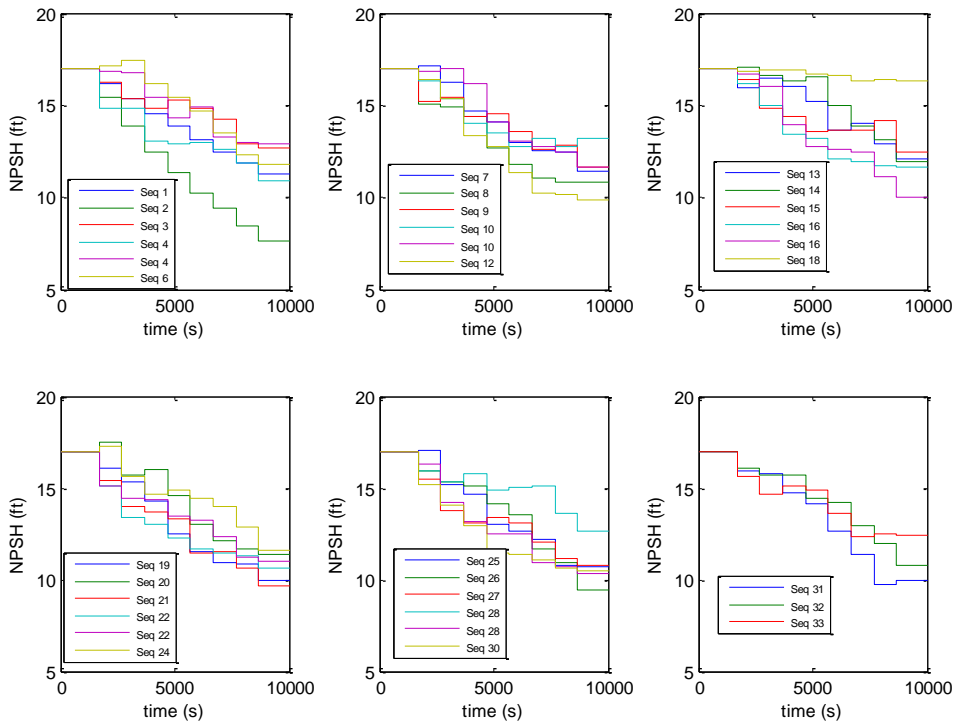 20
15
10
5
NPSH (ft)
0
5000
10000
time (s)
Seq 1
Seq 2
Seq 3
Seq 4
Seq 4
Seq 6
20
15
10
5
NPSH (ft)
0
5000
10000
time (s)
Seq 7
Seq 8
Seq 9
Seq 10
Seq 10
Seq 12
20
15
10
5
NPSH (ft)
0
5000
10000
time (s)
Seq 13
Seq 14
Seq 15
Seq 16
Seq 16
Seq 18
20
15
10
5
NPSH (ft)
0
5000
10000
time (s)
Seq 19
Seq 20
Seq 21
Seq 22
Seq 22
Seq 24
20
15
10
5
NPSH (ft)
0
5000
10000
time (s)
Seq 25
Seq 26
Seq 27
Seq 28
Seq 28
Seq 30
20
15
10
5
NPSH (ft)
0
5000
10000
time (s)
Seq 31
Seq 32
Seq 33